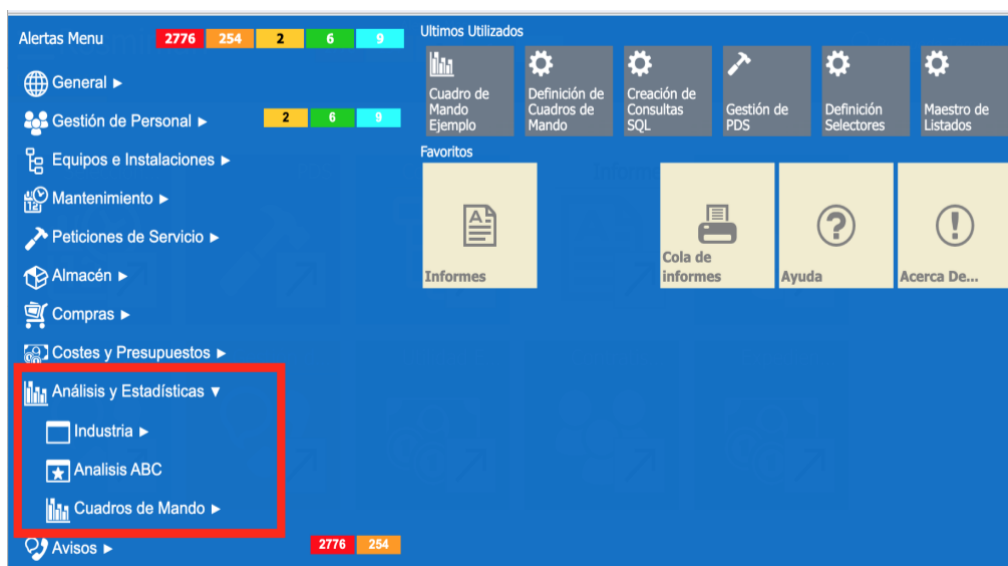 Alertas Menu 2776 254 2 6 9
General ►
Gestión de Personal ► 2 6 9
Equipos e Instalaciones ►
Mantenimiento ►
Peticiones de Servicio ►
Almacén ►
Compras ►
Costes y Presupuestos ►
Análisis y Estadísticas ▼
Industria ►
Analisis ABC
Cuadros de Mando ►
Avisos ► 2776 254
Ultimos Utilizados
Cuadro de
Mando
Ejemplo
Definición de
Cuadros de
Mando
Creación de
Consultas
SQL
Gestión de
PDS
Definición
Selectores
Maestro de
Listados
Favoritos
Informes
Cola de
informes
Ayuda
Acerca De...